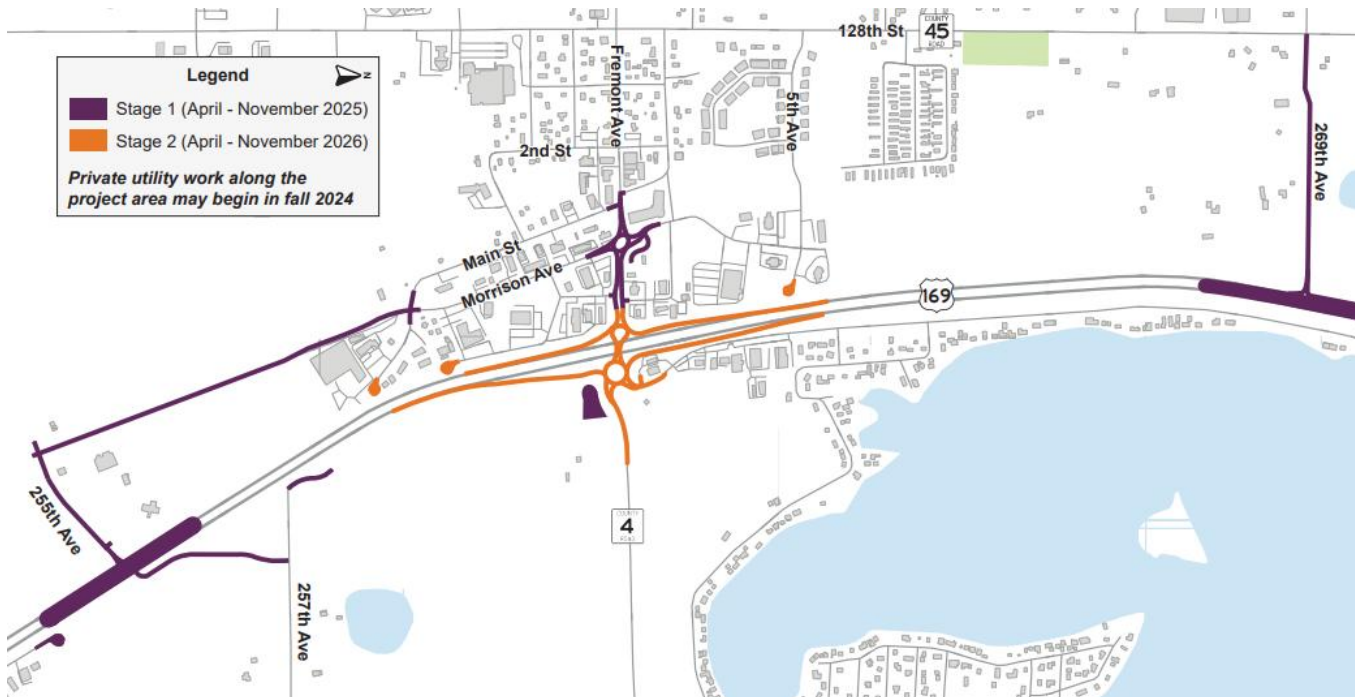 128th St
COUNTY
45
ROAD
Legend
N
Stage 1 (April - November 2025)
Stage 2 (April - November 2026)
Private utility work along the
project area may begin in fall 2024
Fremont Ave
5th Ave
2nd St
269th Ave
Main St
Morrison Ave
169
255th Ave
COUNTY
4
ROAD
257th Ave